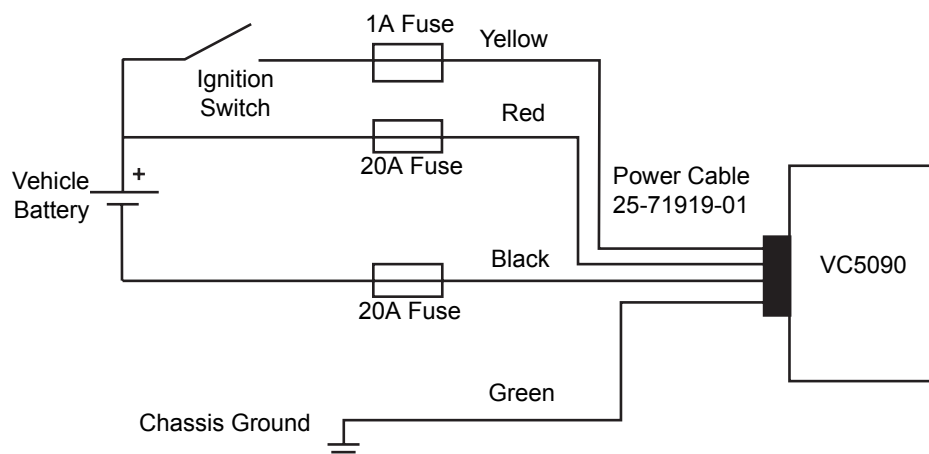 1A Fuse
Yellow
Ignition
Switch
Red
20A Fuse
Vehicle
Battery
+
Power Cable
25-71919-01
Black
VC5090
20A Fuse
Green
Chassis Ground